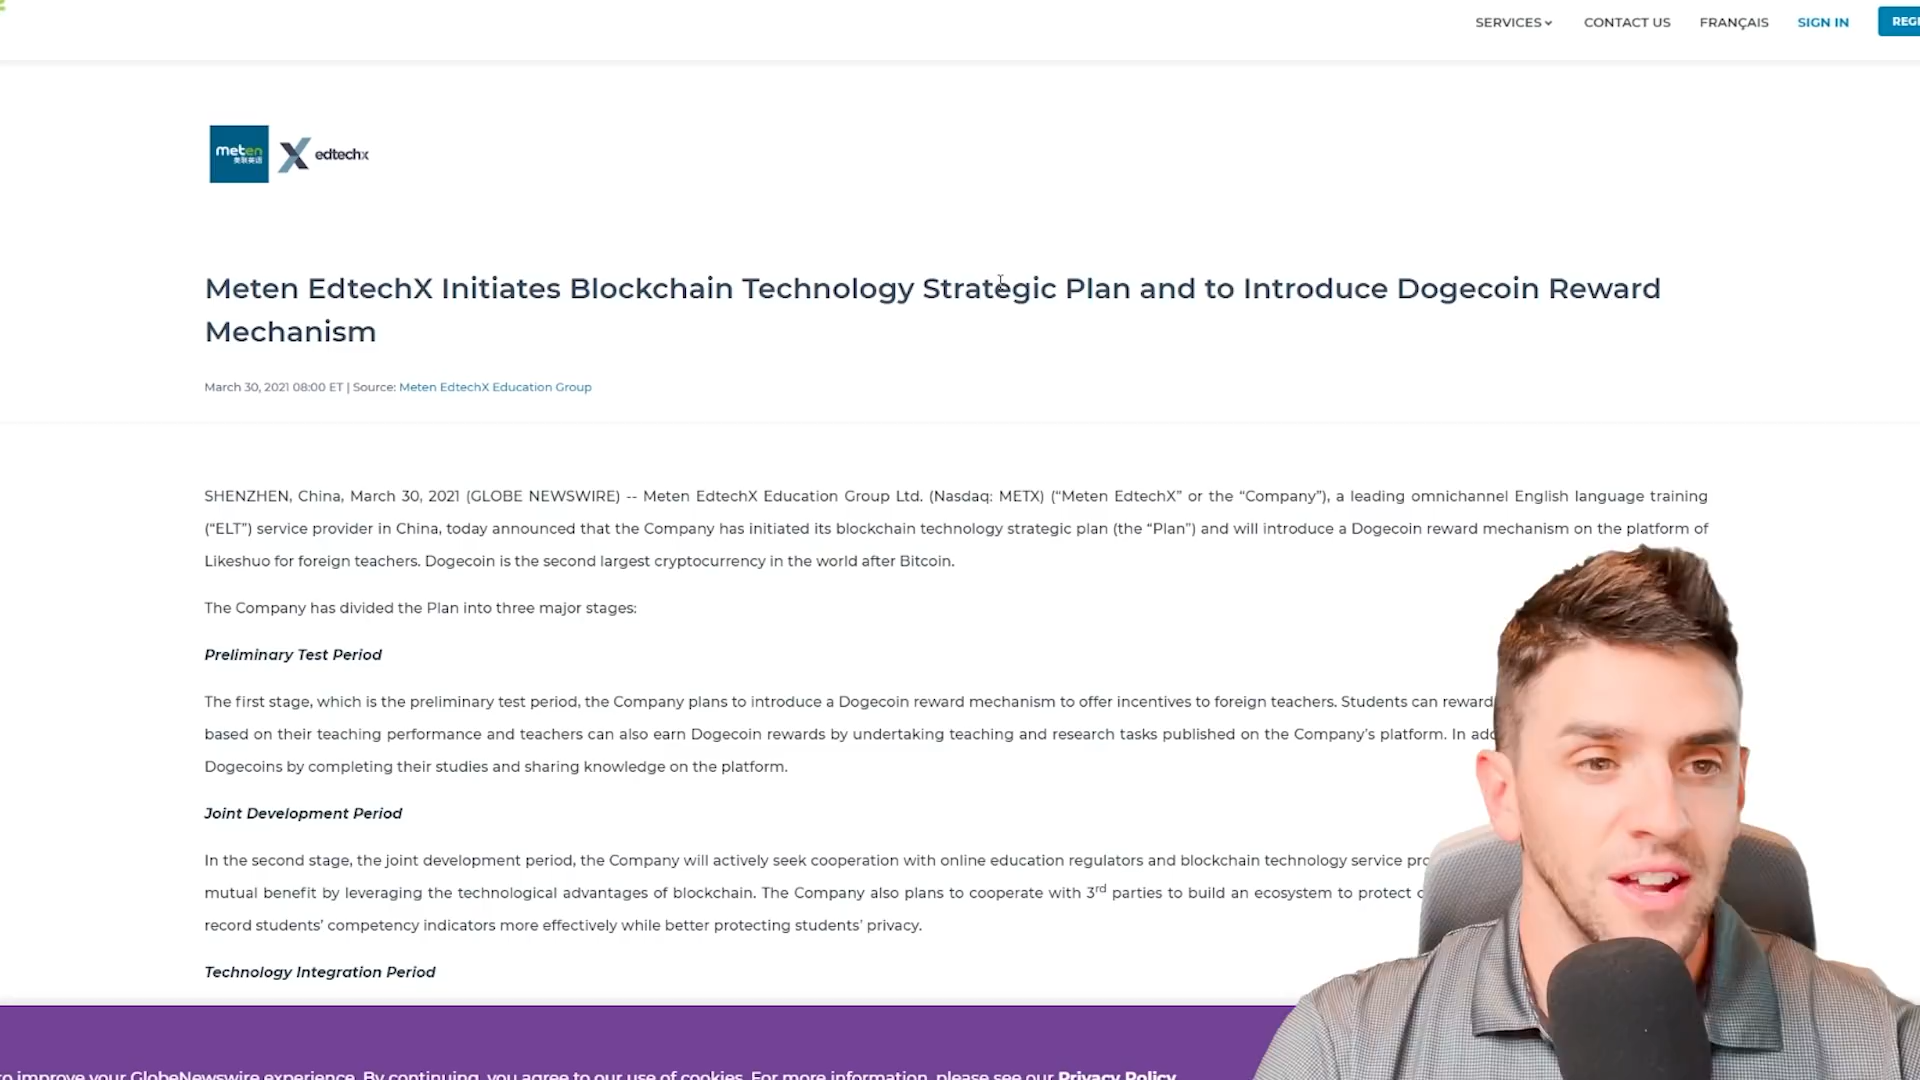 SERVICES CONTACT US FRANÇAIS SIGN IN
meten
美联英语
edtechx
Meten EdtechX Initiates Blockchain Technology Strategic Plan and to Introduce Dogecoin Reward
Mechanism
March 30, 2021 08:00 ET | Source: Meten EdtechX Education Group
SHENZHEN, China, March 30, 2021 (GLOBE NEWSWIRE) -- Meten EdtechX Education Group Ltd. (Nasdaq: METX) (“Meten EdtechX” or the “Company”), a leading omnichannel English language training
(“ELT”) service provider in China, today announced that the Company has initiated its blockchain technology strategic plan (the “Plan”) and will introduce a Dogecoin reward mechanism on the platform of
Likeshuo for foreign teachers. Dogecoin is the second largest cryptocurrency in the world after Bitcoin.
The Company has divided the Plan into three major stages:
Preliminary Test Period
The first stage, which is the preliminary test period, the Company plans to introduce a Dogecoin reward mechanism to offer incentives to foreign teachers. Students can reward
based on their teaching performance and teachers can also earn Dogecoin rewards by undertaking teaching and research tasks published on the Company’s platform. In
Dogecoins by completing their studies and sharing knowledge on the platform.
Joint Development Period
In the second stage, the joint development period, the Company will actively seek cooperation with online education regulators and blockchain technology service
mutual benefit by leveraging the technological advantages of blockchain. The Company also plans to cooperate with 3rd parties to build an ecosystem to protect
record students’ competency indicators more effectively while better protecting students’ privacy.
Technology Integration Period
to improve your GlobeNewswire experience. By continuing, you agree to our use of cookies. For more information, please see our Privacy Policy.